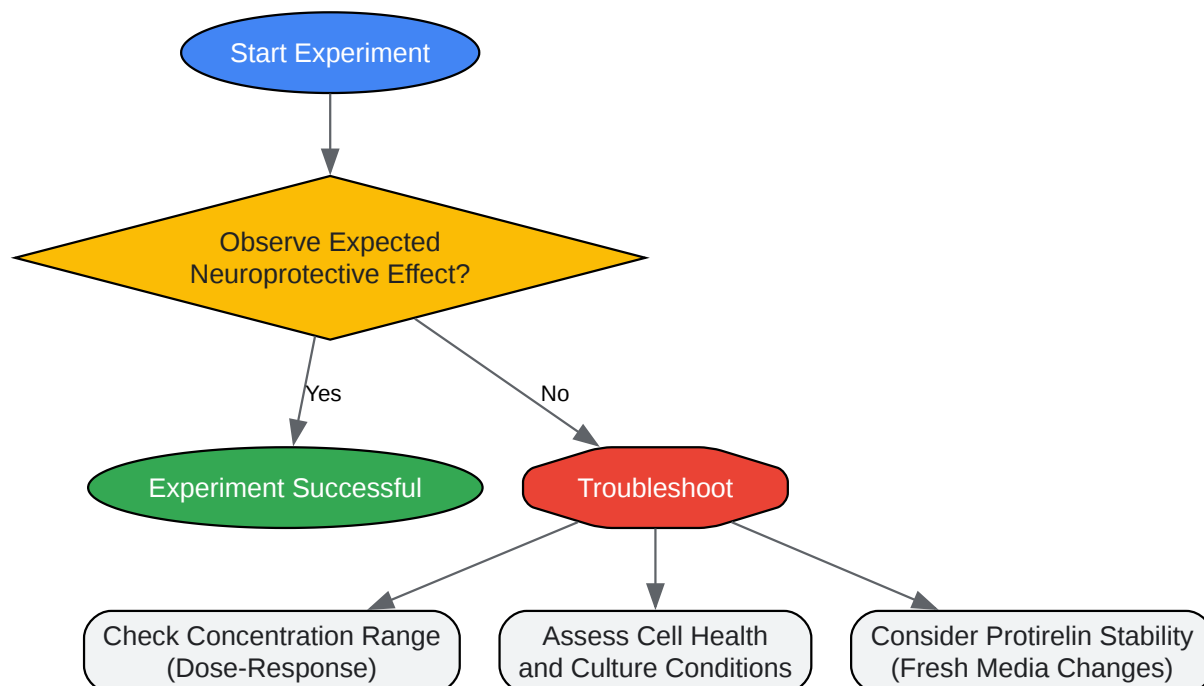 Start Experiment
Observe Expected
Neuroprotective Effect?
Yes
No
Experiment Successful
Troubleshoot
Check Concentration Range
(Dose-Response)
Assess Cell Health
and Culture Conditions
Consider Protirelin Stability
(Fresh Media Changes)